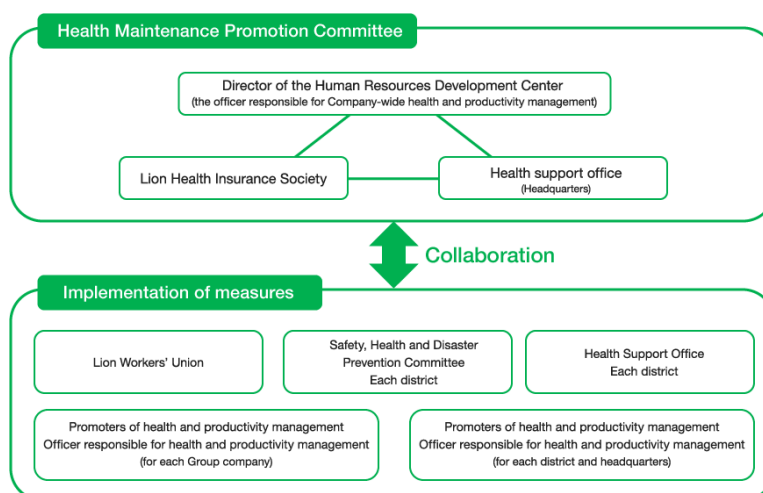 Health Maintenance Promotion Committee
Director of the Human Resources Development Center
(the officer responsible for Company-wide health and productivity management)
Lion Health Insurance Society
Health support office
(Headquarters)
Collaboration
Implementation of measures
Lion Workers' Union
Safety, Health and Disaster
Prevention Committee
Each district
Health Support Office
Each district
Promoters of health and productivity management
Officer responsible for health and productivity management
(for each Group company)
Promoters of health and productivity management
Officer responsible for health and productivity management
(for each district and headquarters)